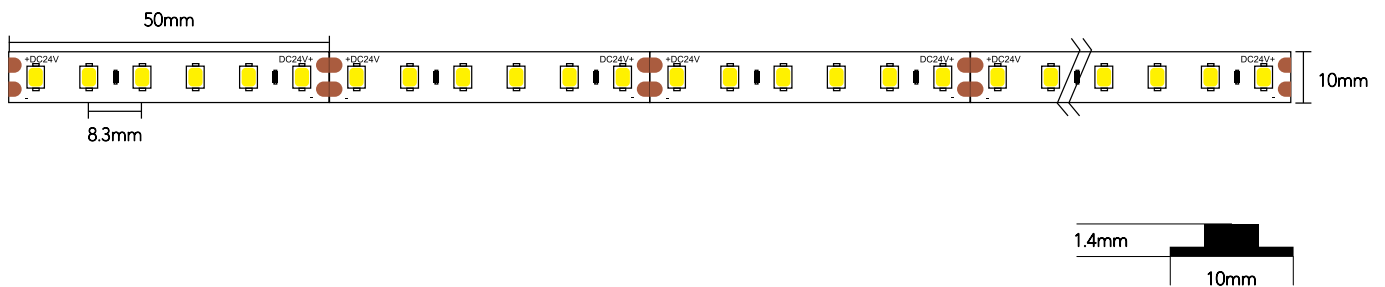 50mm
+DC24V DC24V+ +DC24V DC24V+ +DC24V DC24V+ +DC24V DC24V+
- - - - - - - -
10mm
8.3mm
1.4mm
10mm